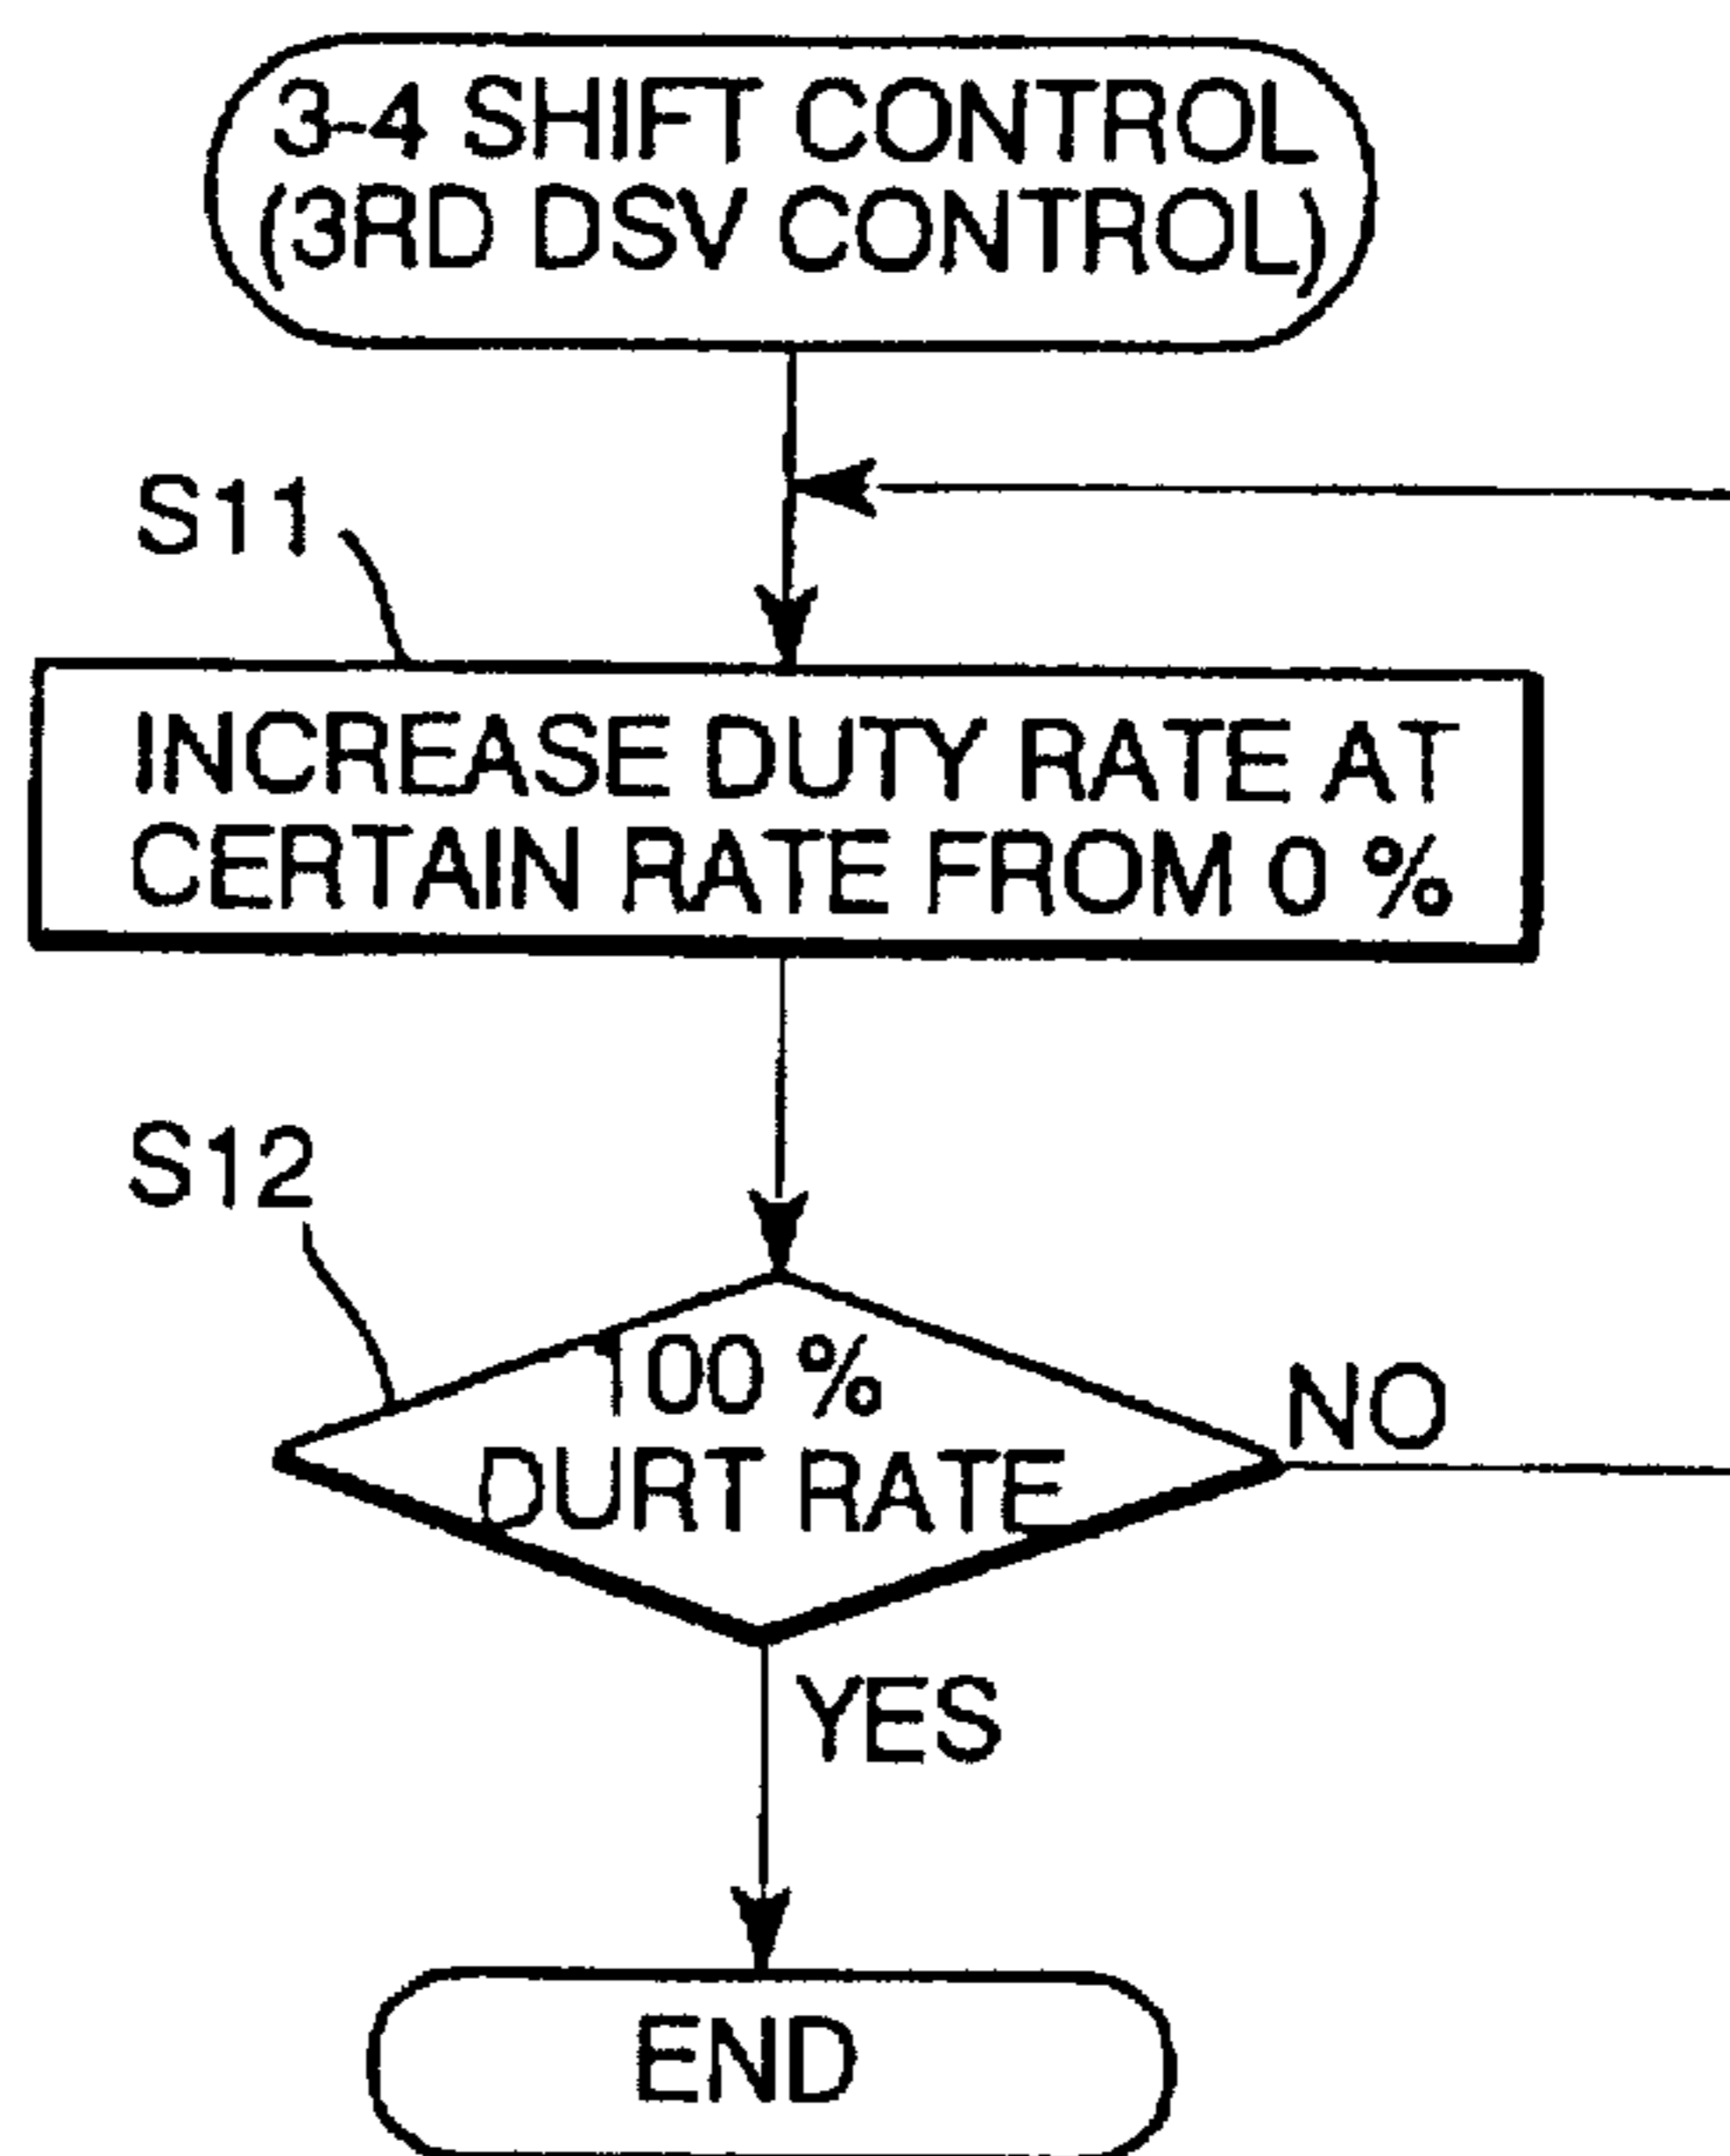 3-4 SHIFT CONTROL
(3RD DSV CONTROL)
S11
INCREASE DUTY RATE AT
CERTAIN RATE FROM 0 %
S12
100 %
DURT RATE
NO
YES
END